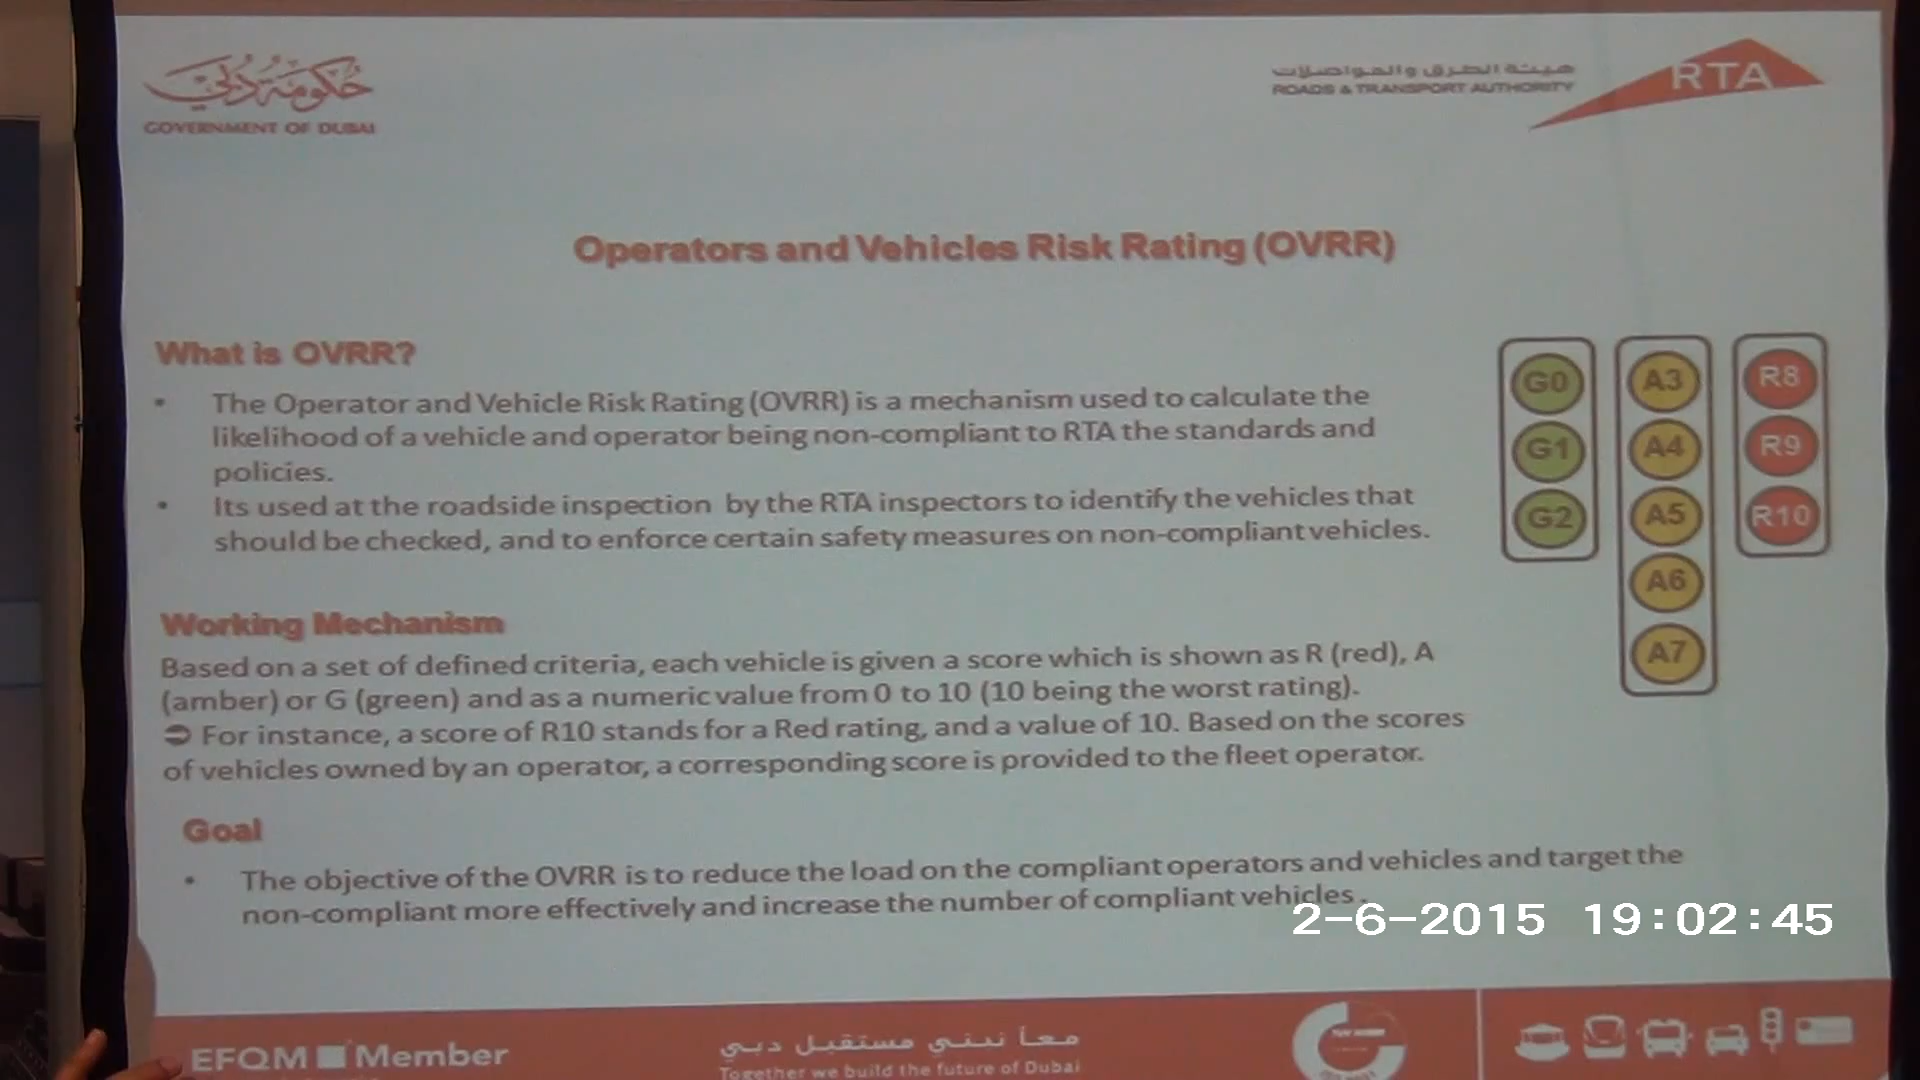 حكومة دبي
GOVERNMENT OF DUBAI
هيئة الطرق والمواصلات
ROADS & TRANSPORT AUTHORITY
RTA
Operators and Vehicles Risk Rating (OVRR)
What is OVRR?
• The Operator and Vehicle Risk Rating (OVRR) is a mechanism used to calculate the
likelihood of a vehicle and operator being non-compliant to RTA the standards and
policies.
• Its used at the roadside inspection by the RTA inspectors to identify the vehicles that
should be checked, and to enforce certain safety measures on non-compliant vehicles.
G0
G1
G2
A3
A4
A5
A6
A7
R8
R9
R10
Working Mechanism
Based on a set of defined criteria, each vehicle is given a score which is shown as R (red), A
(amber) or G (green) and as a numeric value from 0 to 10 (10 being the worst rating).
➲ For instance, a score of R10 stands for a Red rating, and a value of 10. Based on the scores
of vehicles owned by an operator, a corresponding score is provided to the fleet operator.
Goal
• The objective of the OVRR is to reduce the load on the compliant operators and vehicles and target the
non-compliant more effectively and increase the number of compliant vehicles.
2-6-2015 19:02:45
EFQM Member
معاً نبني مستقبل دبي
Together we build the future of Dubai